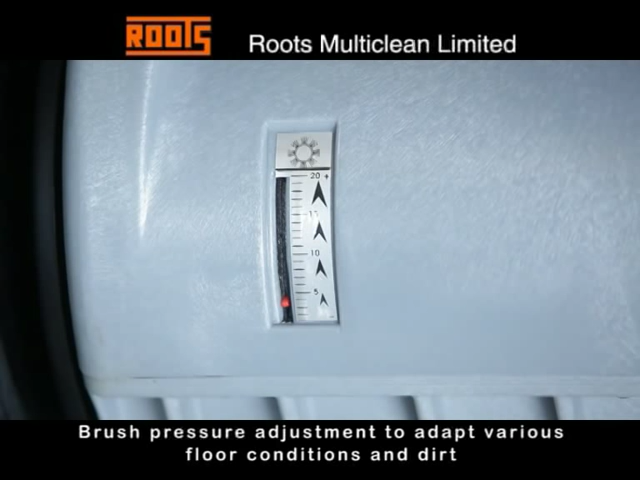 ROOTS
Roots Multiclean Limited
20 +
15
10
5
Brush pressure adjustment to adapt various
floor conditions and dirt